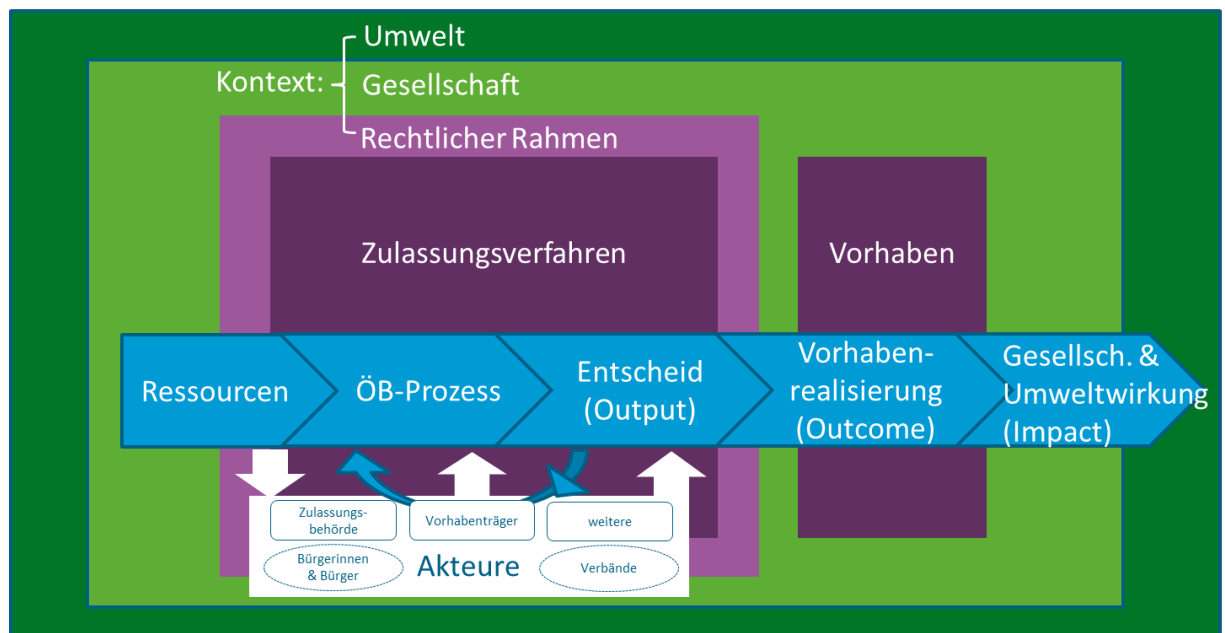 Umwelt
Kontext:
Gesellschaft
Rechtlicher Rahmen
Zulassungsverfahren
Vorhaben
Ressourcen
ÖB-Prozess
Entscheid
(Output)
Vorhaben-
realisierung
(Outcome)
Gesellsch. &
Umweltwirkung
(Impact)
Zulassungs-
behörde
Vorhabenträger
weitere
Bürgerinnen
& Bürger
Akteure
Verbände